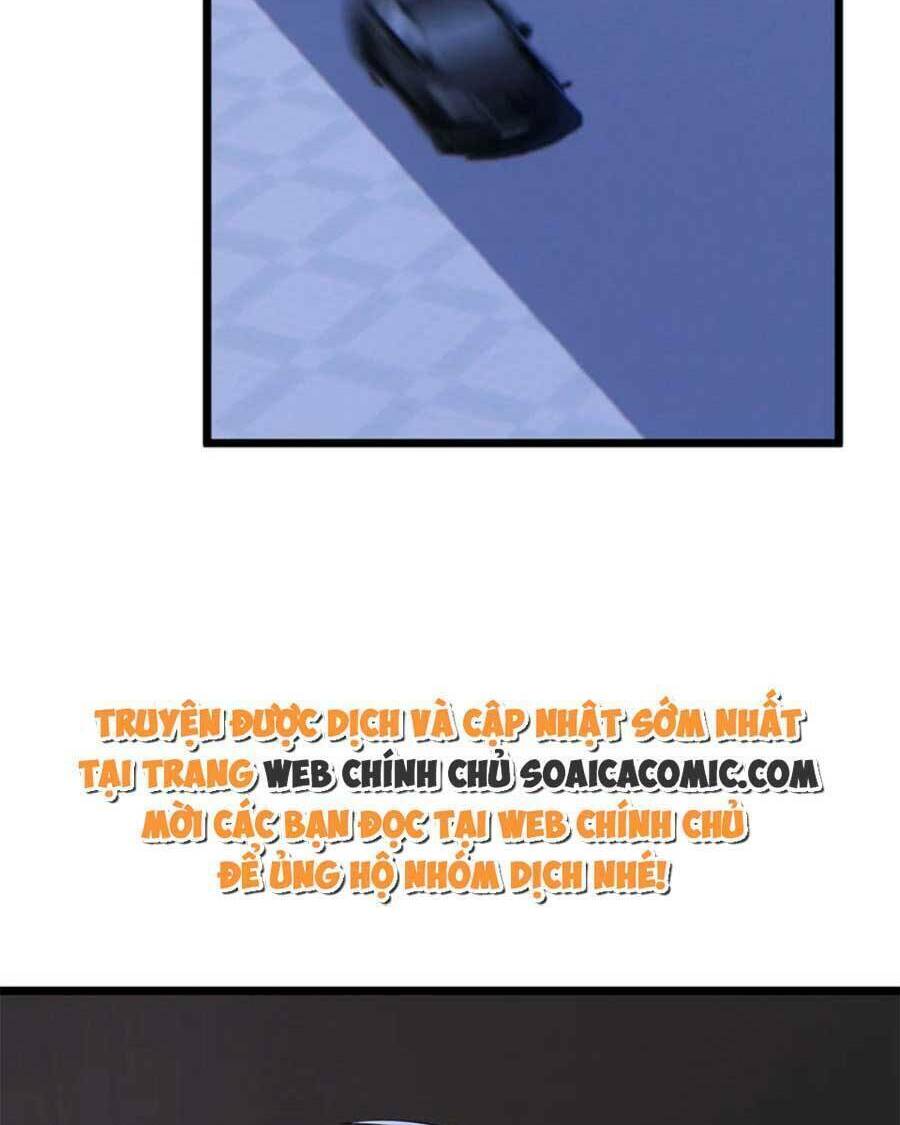 TRUYỆN ĐƯỢC DỊCH VÀ CẬP NHẬT SỚM NHẤT
TẠI TRANG WEB CHÍNH CHỦ SOAICACOMIC.COM
MỜI CÁC BẠN ĐỌC TẠI WEB CHÍNH CHỦ
ĐỂ ỦNG HỘ NHÓM DỊCH NHÉ!